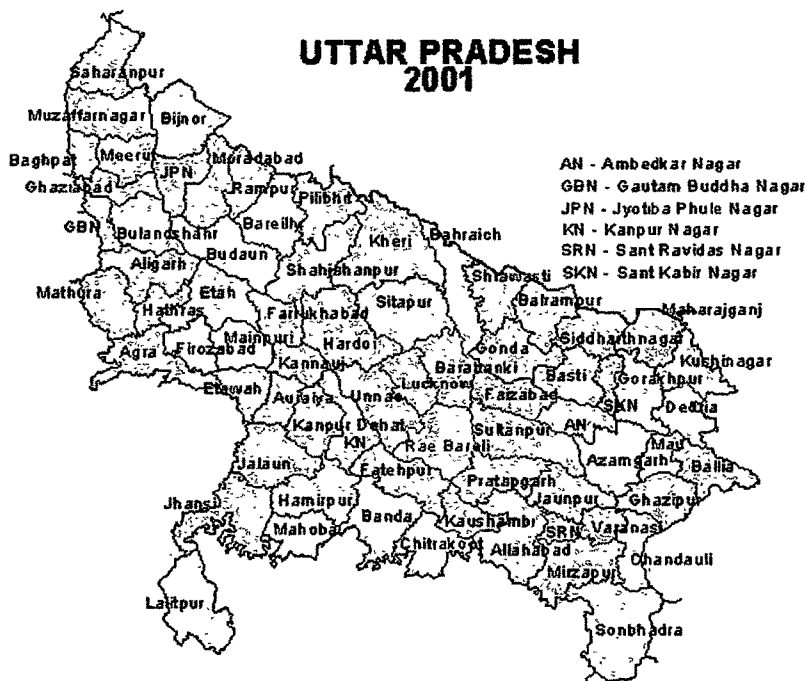 UTTAR PRADESH
2001
Saharanpur
Muzaffarnagar
Bijnor
Baghpat
Meerut
JPN
Moradabad
Ghaziabad
Rampur
Pilibhit
GBN
Bulandshahr
Bareilly
Kheri
Bahraich
Aligarh
Budaun
Shahjahanpur
Shrawasti
Mathura
Hathras
Etah
Farrukhabad
Sitapur
Balrampur
Maharajganj
Agra
Firozabad
Mainpuri
Hardoi
Gonda
Siddharthnagar
Kushinagar
Kannauj
Barabanki
Basti
Gorakhpur
Etawah
Auraiya
Unnao
Lucknow
Faizabad
SKN
Deoria
Kanpur Dehat
KN
Rae Bareli
Sultanpur
AN
Mau
Jalaun
Fatehpur
Azamgarh
Ballia
Pratapgarh
Jaunpur
Ghazipur
Jhansi
Hamirpur
Banda
Kaushambi
SRN
Varanasi
Mahoba
Chitrakoot
Allahabad
Mirzapur
Chandauli
Lalitpur
Sonbhadra
AN - Ambedkar Nagar
GBN - Gautam Buddha Nagar
JPN - Jyotiba Phule Nagar
KN - Kanpur Nagar
SRN - Sant Ravidas Nagar
SKN - Sant Kabir Nagar